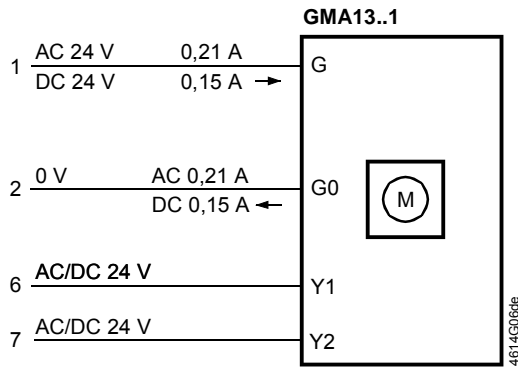 GMA13..1
1 AC 24 V 0,21 A G
DC 24 V 0,15 A →
2 0 V AC 0,21 A G0
DC 0,15 A ←
M
6 AC/DC 24 V Y1
7 AC/DC 24 V Y2
4614G06de